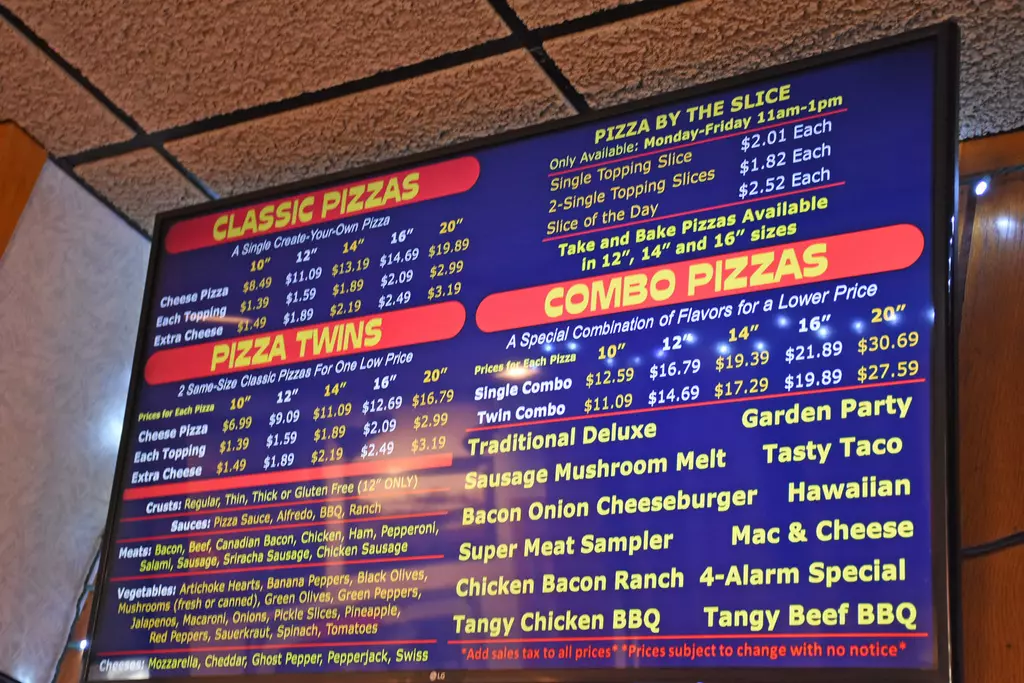 CLASSIC PIZZAS
A Single Create-Your-Own Pizza
10" 12" 14" 16" 20"
Cheese Pizza $8.49 $11.09 $13.19 $14.69 $19.89
Each Topping $1.39 $1.59 $1.89 $2.09 $2.99
Extra Cheese $1.49 $1.89 $2.19 $2.49 $3.19
PIZZA TWINS
2 Same-Size Classic Pizzas For One Low Price
Prices for Each Pizza 10" 12" 14" 16" 20"
Cheese Pizza $6.99 $9.09 $11.09 $12.69 $16.79
Each Topping $1.39 $1.59 $1.89 $2.09 $2.99
Extra Cheese $1.49 $1.89 $2.19 $2.49 $3.19
Crusts: Regular, Thin, Thick or Gluten Free (12" ONLY)
Sauces: Pizza Sauce, Alfredo, BBQ, Ranch
Meats: Bacon, Beef, Canadian Bacon, Chicken, Ham, Pepperoni,
Salami, Sausage, Sriracha Sausage, Chicken Sausage
Vegetables: Artichoke Hearts, Banana Peppers, Black Olives,
Mushrooms (fresh or canned), Green Olives, Green Peppers,
Jalapenos, Macaroni, Onions, Pickle Slices, Pineapple,
Red Peppers, Sauerkraut, Spinach, Tomatoes
Cheeses: Mozzarella, Cheddar, Ghost Pepper, Pepperjack, Swiss
PIZZA BY THE SLICE
Only Available: Monday-Friday 11am-1pm
Single Topping Slice $2.01 Each
2-Single Topping Slices $1.82 Each
Slice of the Day $2.52 Each
Take and Bake Pizzas Available
in 12", 14" and 16" sizes
COMBO PIZZAS
A Special Combination of Flavors for a Lower Price
Prices for Each Pizza 10" 12" 14" 16" 20"
Single Combo $12.59 $16.79 $19.39 $21.89 $30.69
Twin Combo $11.09 $14.69 $17.29 $19.89 $27.59
Traditional Deluxe Garden Party
Sausage Mushroom Melt Tasty Taco
Bacon Onion Cheeseburger Hawaiian
Super Meat Sampler Mac & Cheese
Chicken Bacon Ranch 4-Alarm Special
Tangy Chicken BBQ Tangy Beef BBQ
*Add sales tax to all prices* *Prices subject to change with no notice*
LG